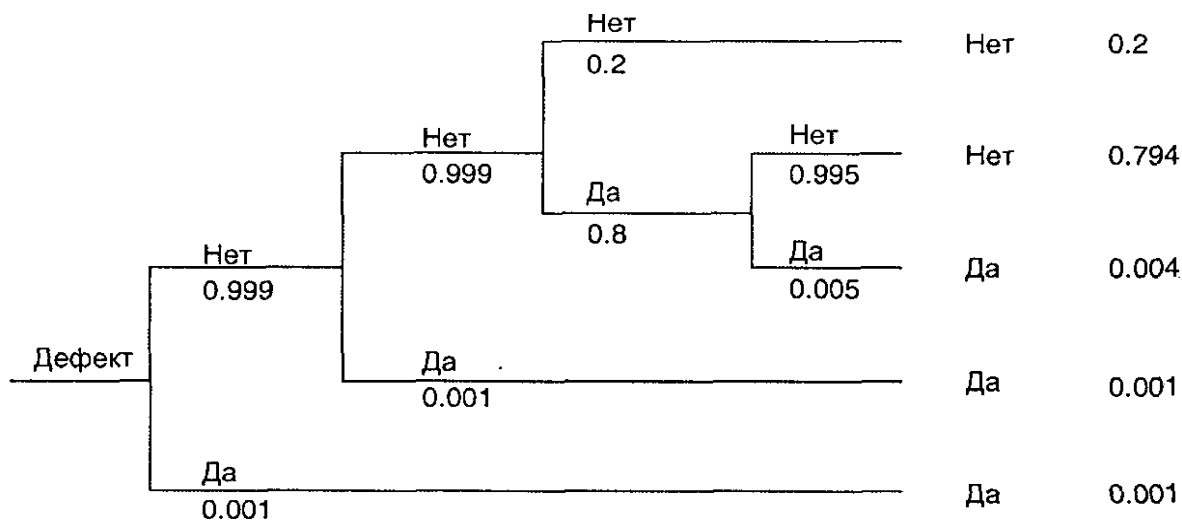 Нет
0.2
Нет 0.2
Нет
0.999
Нет
0.995
Нет 0.794
Да
0.8
Нет
0.999
Да
0.005
Да 0.004
Дефект
Да
0.001
Да 0.001
Да
0.001
Да 0.001